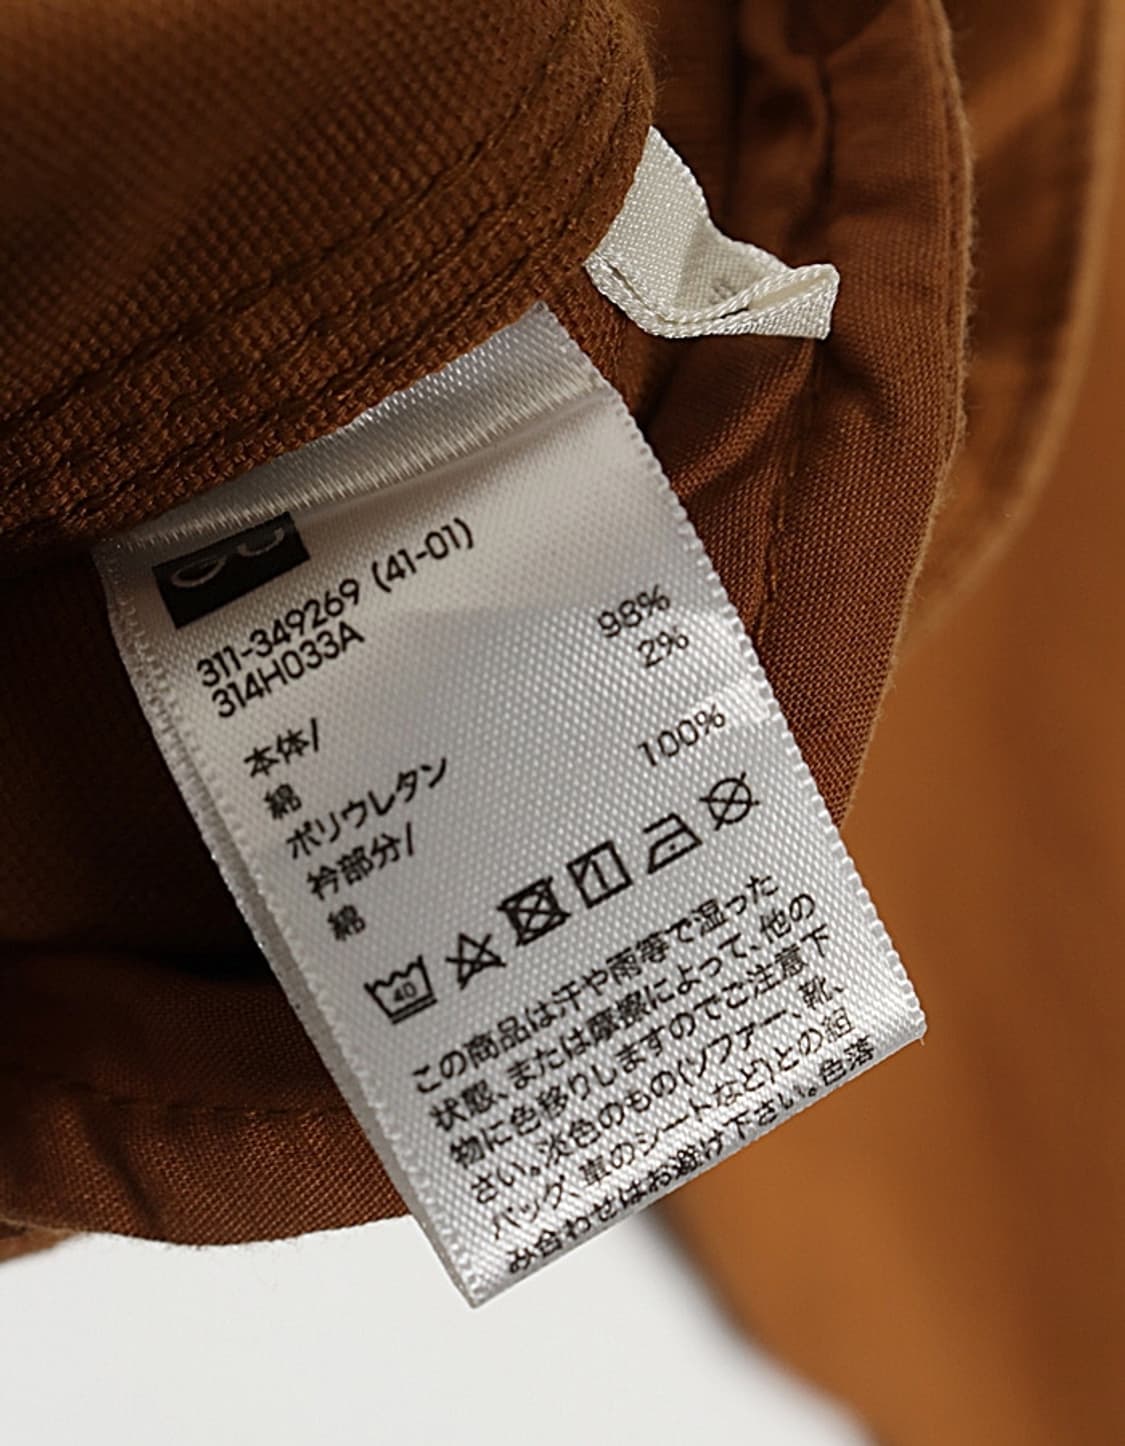 311-349269 (41-01)
314H033A
本体/
綿 98%
ポリウレタン 2%
衿部分/
綿 100%
40
この商品は汗や雨等で湿った
状態、または摩擦によって、他の
物に色移りしますのでご注意下
さい。淡色のもの(ソファー、靴、
バッグ、車のシートなど)との組
み合わせはお避け下さい。色落